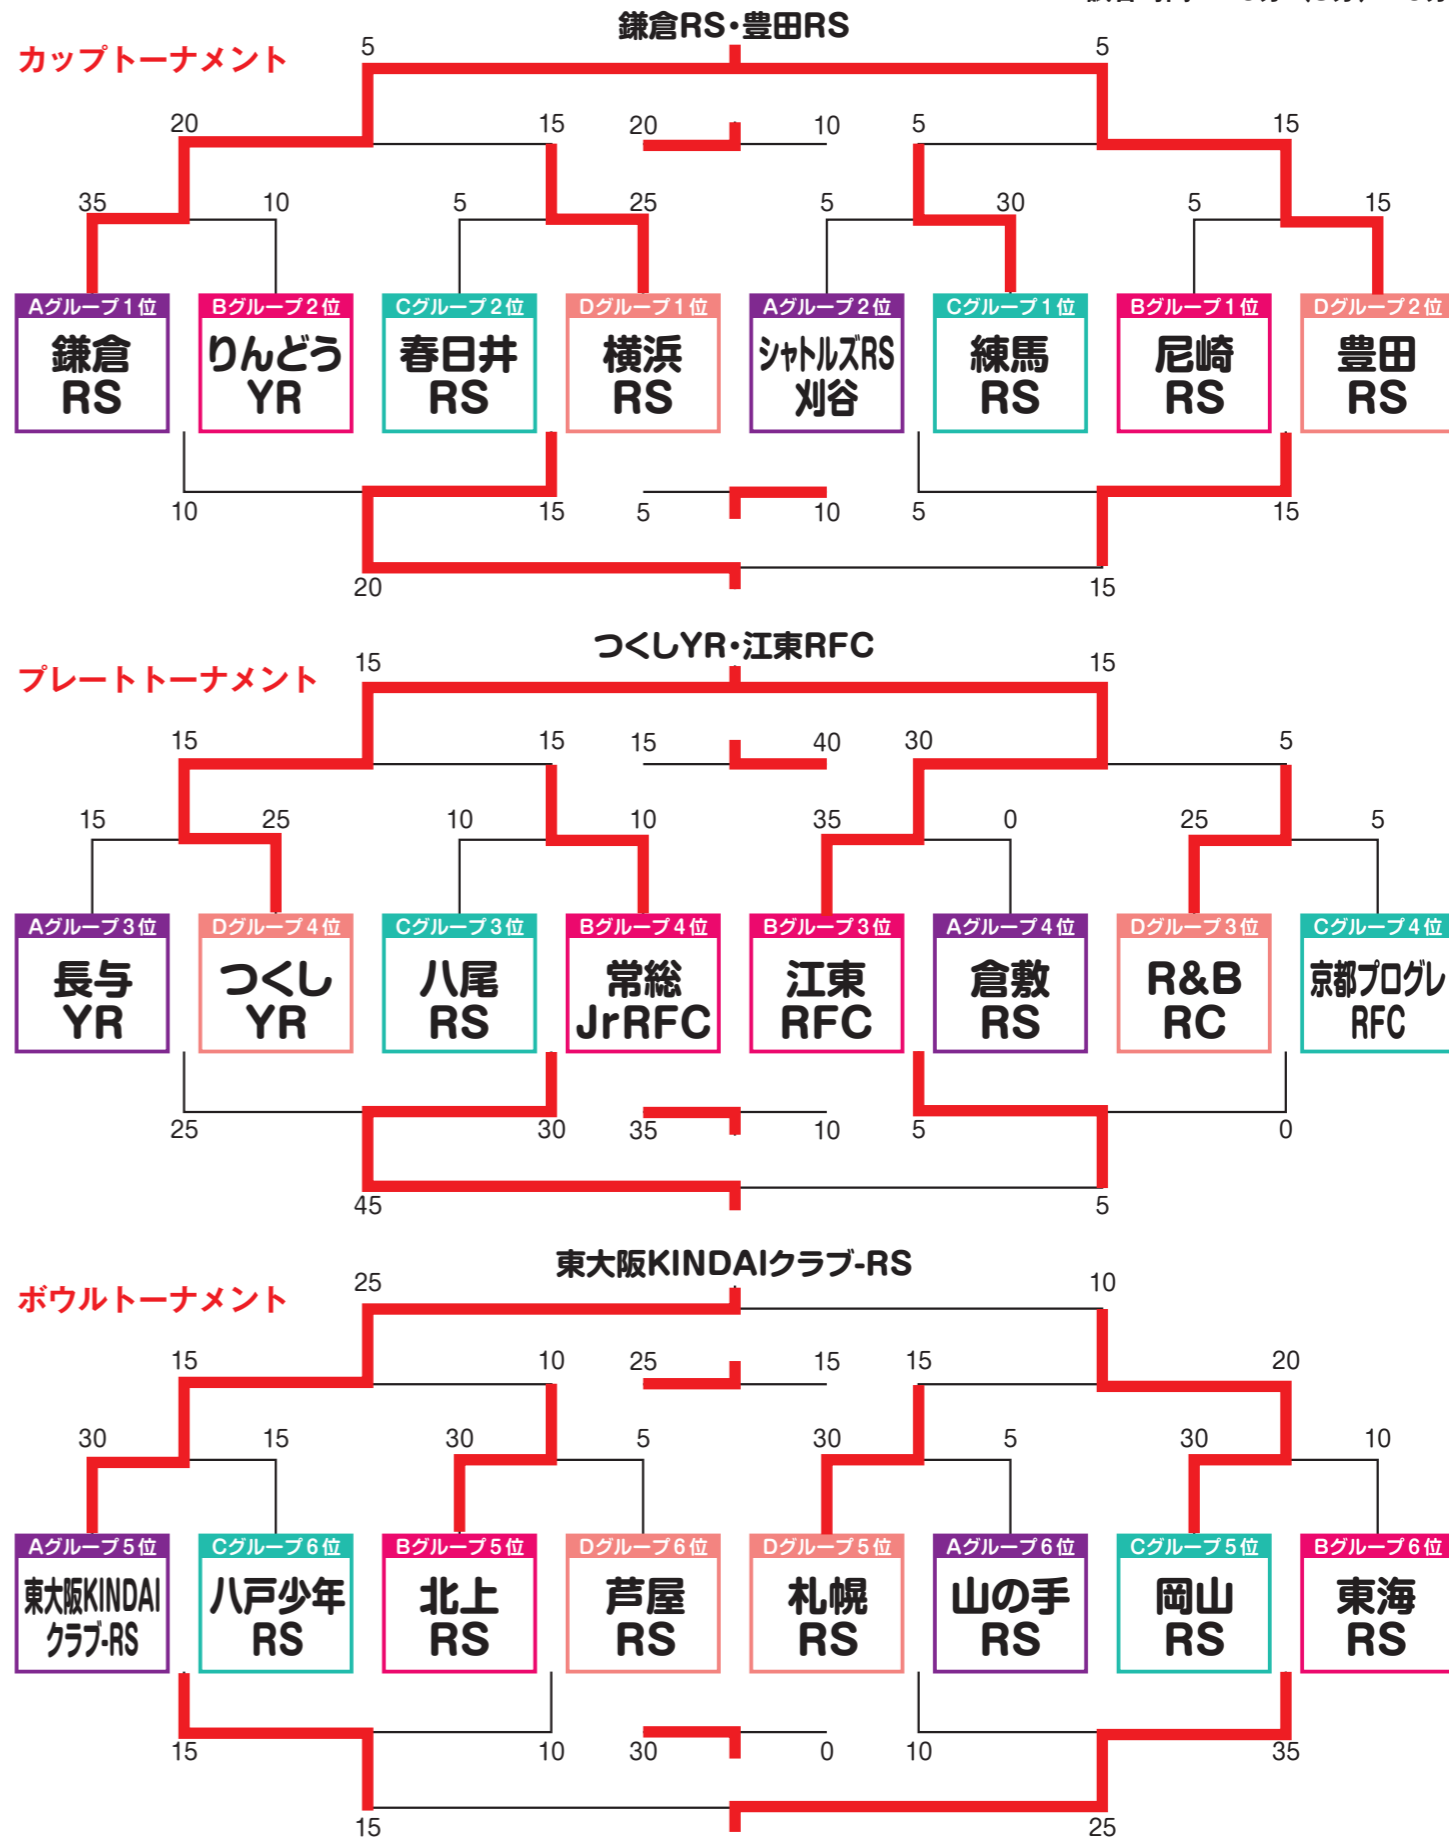 鎌倉RS・豊田RS
カップトーナメント
5 5
20 15 20 10 5 15
35 10 5 25 5 30 5 15
Aグループ1位 Bグループ2位 Cグループ2位 Dグループ1位 Aグループ2位 Cグループ1位 Bグループ1位 Dグループ2位
鎌倉 りんどう 春日井 横浜 シャトルズRS 練馬 尼崎 豊田
RS YR RS RS 刈谷 RS RS RS
10 15 5 10 5 15
20 15
つくしYR・江東RFC
プレートトーナメント
15 15
15 15 15 40 30 5
15 25 10 10 35 0 25 5
Aグループ3位 Dグループ4位 Cグループ3位 Bグループ4位 Bグループ3位 Aグループ4位 Dグループ3位 Cグループ4位
長与 つくし 八尾 常総 江東 倉敷 R&B 京都プログレ
YR YR RS JrRFC RFC RS RC RFC
25 30 35 10 5 0
45 5
東大阪KINDAIクラブ-RS
ボウルトーナメント
25 10
15 10 25 15 15 20
30 15 30 5 30 5 30 10
Aグループ5位 Cグループ6位 Bグループ5位 Dグループ6位 Dグループ5位 Aグループ6位 Cグループ5位 Bグループ6位
東大阪KINDAI 八戸少年 北上 芦屋 札幌 山の手 岡山 東海
クラブ-RS RS RS RS RS RS RS RS
15 10 30 0 10 35
15 25